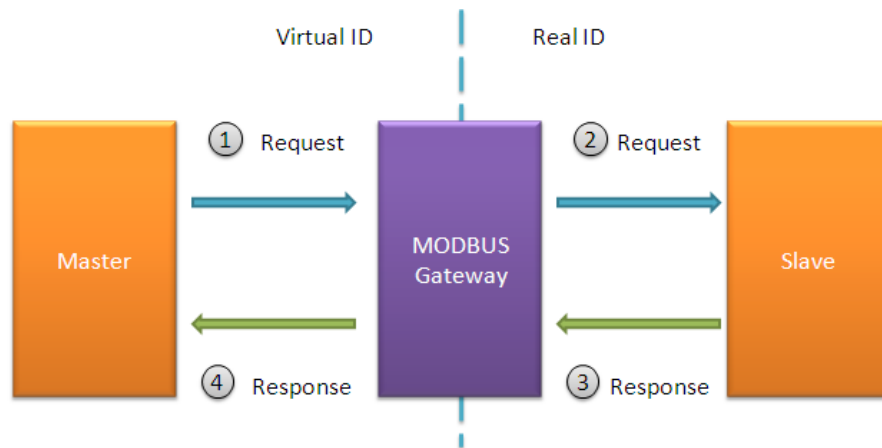 Virtual ID
Real ID
1 Request
2 Request
Master
MODBUS
Gateway
Slave
4 Response
3 Response